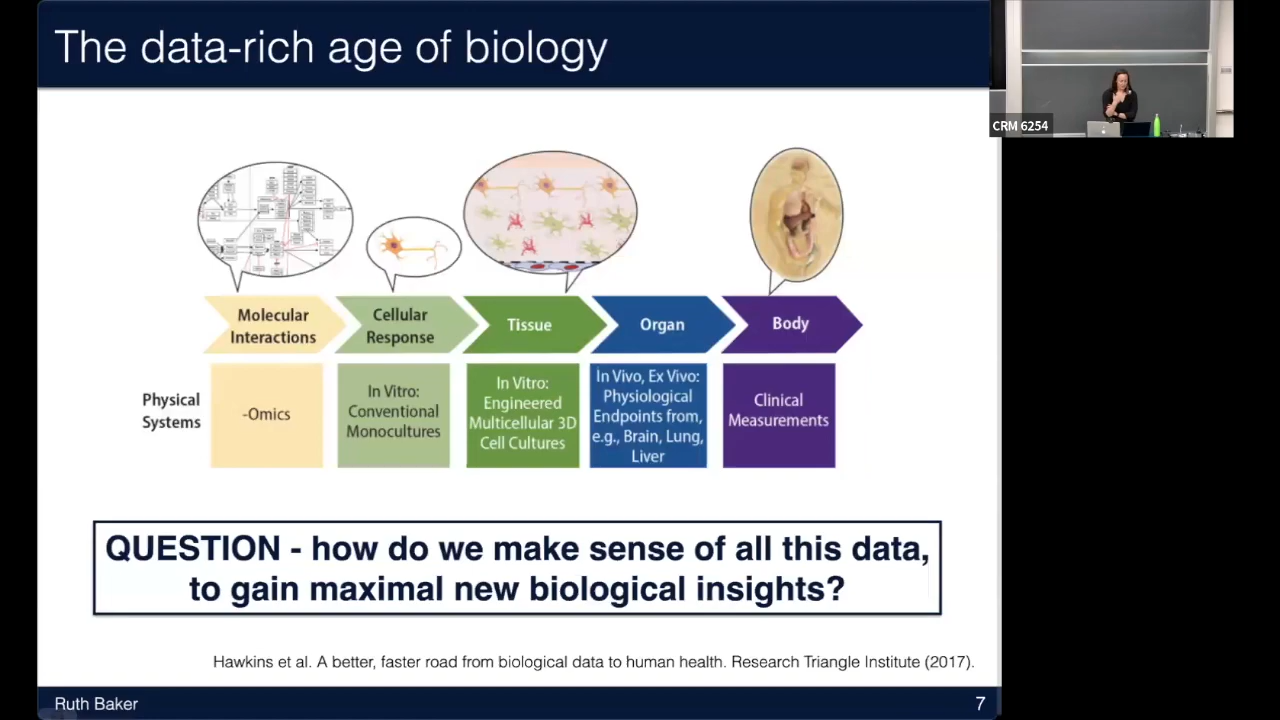 The data-rich age of biology
CRM 6254
Molecular
Interactions
Cellular
Response
Tissue
Organ
Body
Physical
Systems
-Omics
In Vitro:
Conventional
Monocultures
In Vitro:
Engineered
Multicellular 3D
Cell Cultures
In Vivo, Ex Vivo:
Physiological
Endpoints from,
e.g., Brain, Lung,
Liver
Clinical
Measurements
QUESTION - how do we make sense of all this data,
to gain maximal new biological insights?
Hawkins et al. A better, faster road from biological data to human health. Research Triangle Institute (2017).
Ruth Baker
7